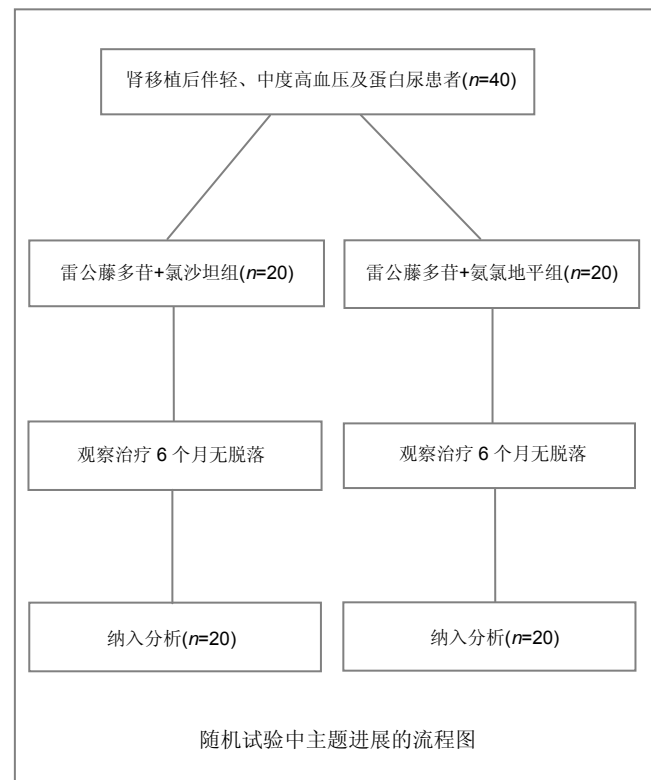 肾移植后伴轻、中度高血压及蛋白尿患者(n=40)
雷公藤多苷+氯沙坦组(n=20)
雷公藤多苷+氨氯地平组(n=20)
观察治疗 6 个月无脱落
观察治疗 6 个月无脱落
纳入分析(n=20)
纳入分析(n=20)
随机试验中主题进展的流程图